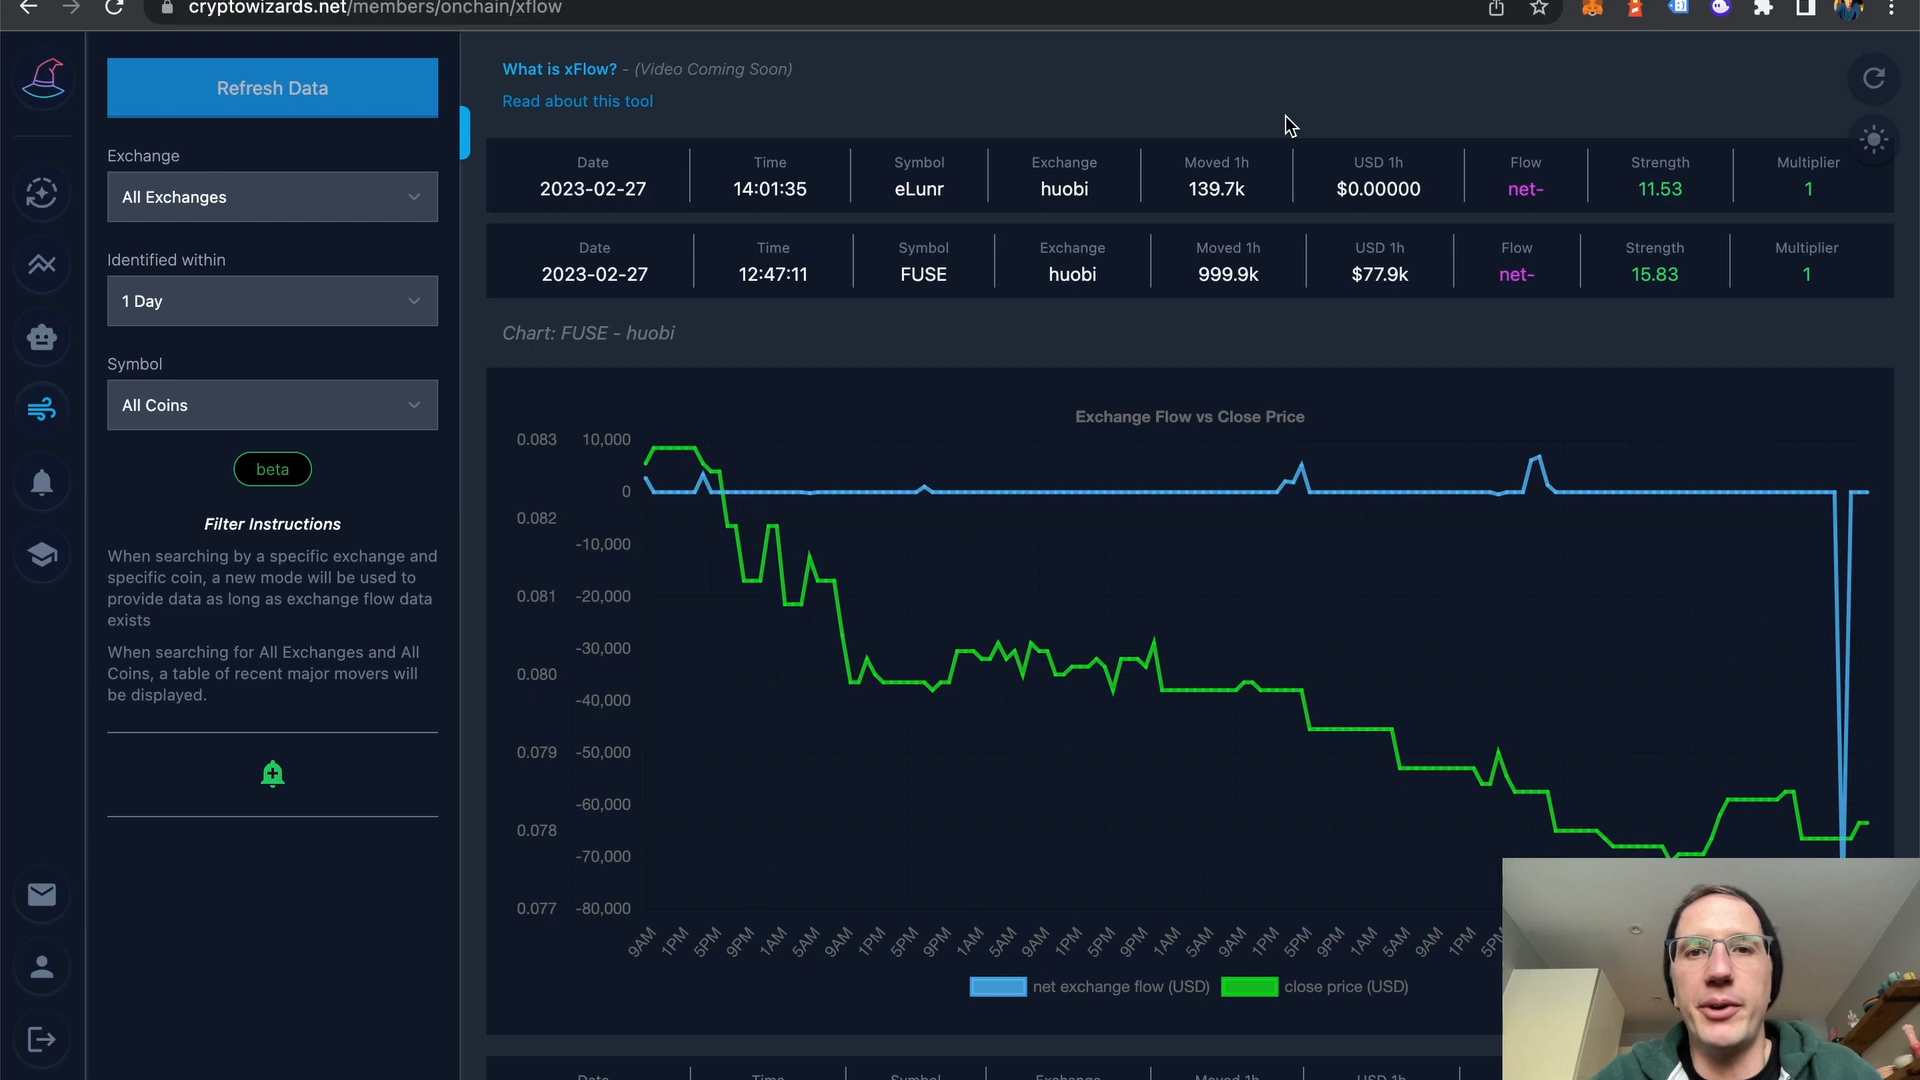 cryptowizards.net/members/onchain/xflow
Refresh Data
Exchange
All Exchanges
Identified within
1 Day
Symbol
All Coins
beta
Filter Instructions
When searching by a specific exchange and
specific coin, a new mode will be used to
provide data as long as exchange flow data
exists
When searching for All Exchanges and All
Coins, a table of recent major movers will
be displayed.
What is xFlow? - (Video Coming Soon)
Read about this tool
Date Time Symbol Exchange Moved 1h USD 1h Flow Strength Multiplier
2023-02-27 14:01:35 eLunr huobi 139.7k $0.00000 net- 11.53 1
Date Time Symbol Exchange Moved 1h USD 1h Flow Strength Multiplier
2023-02-27 12:47:11 FUSE huobi 999.9k $77.9k net- 15.83 1
Chart: FUSE - huobi
Exchange Flow vs Close Price
0.083 10,000
0
0.082
-10,000
0.081 -20,000
-30,000
0.080
-40,000
0.079 -50,000
-60,000
0.078
-70,000
0.077 -80,000
9AM 1PM 5PM 9PM 1AM 5AM 9AM 1PM 5PM 9PM 1AM 5AM 9AM 1PM 5PM 9PM 1AM 5AM 9AM 1PM 5PM 9PM 1AM 5AM 9AM 1PM 5PM
net exchange flow (USD) close price (USD)
Date Time Symbol Exchange Moved 1h USD 1h